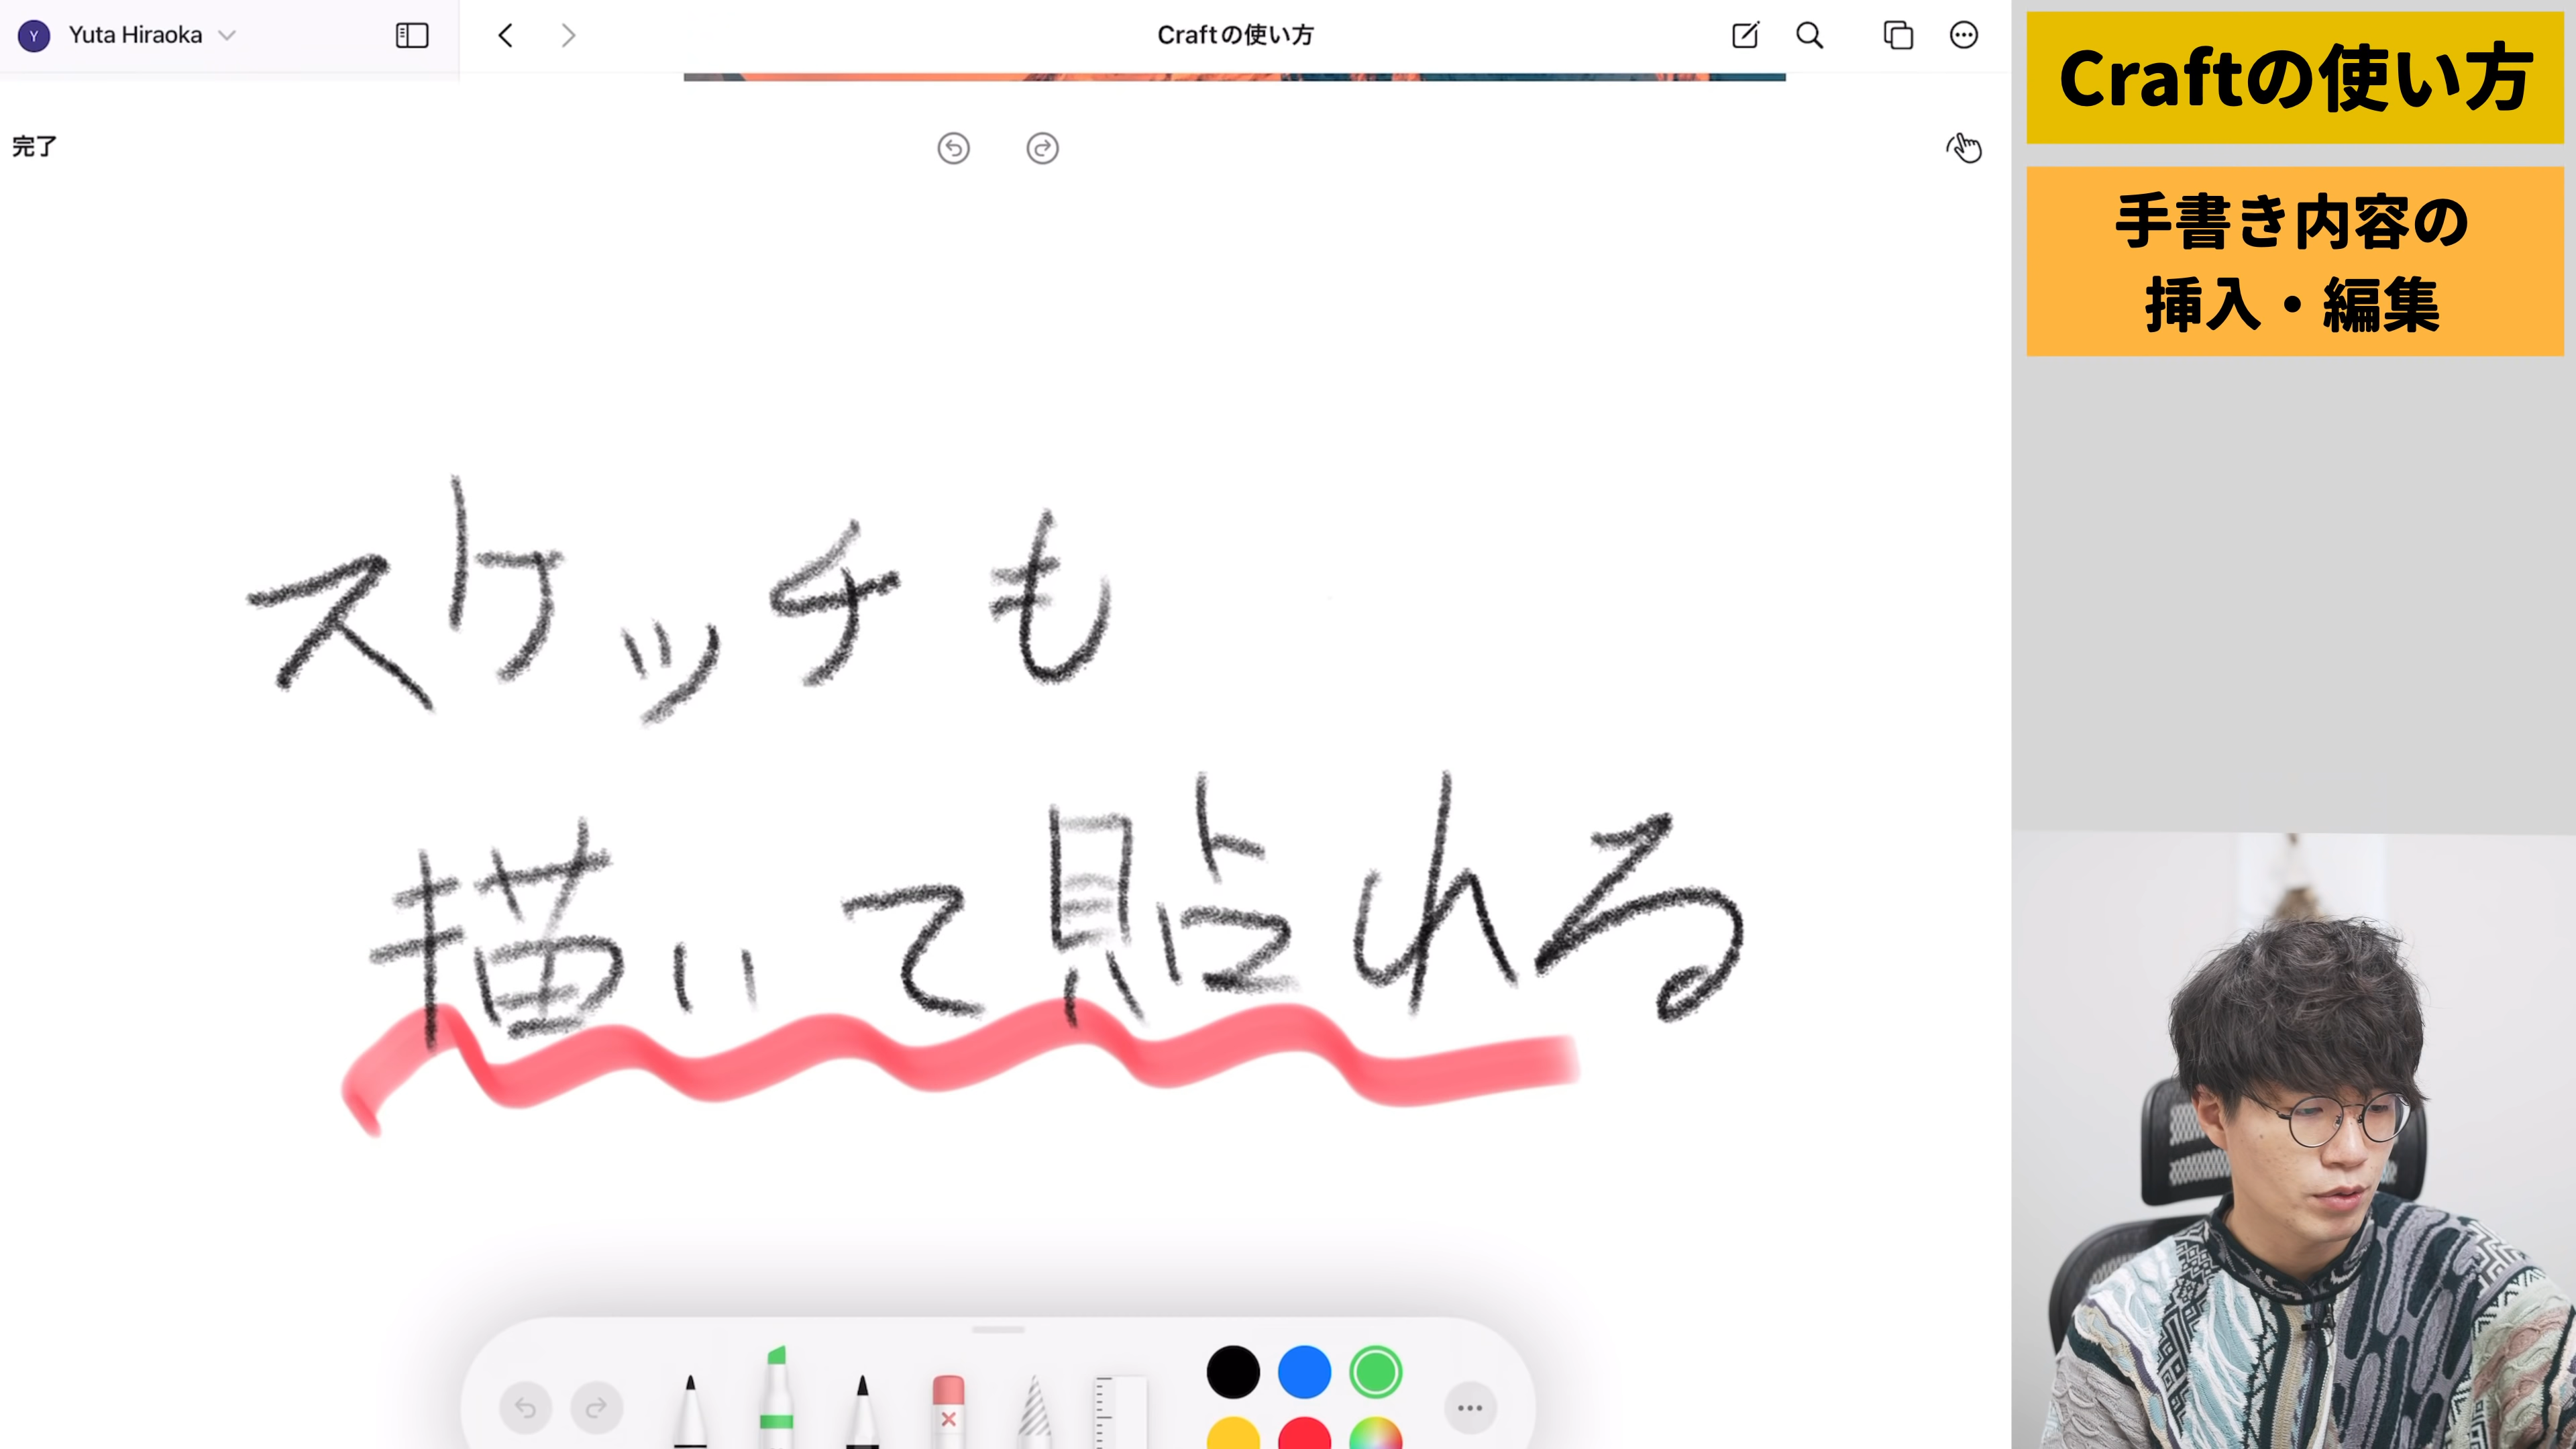 Y Yuta Hiraoka
Craftの使い方
完了
スケッチも
描いて貼れる
Craftの使い方
手書き内容の
挿入・編集